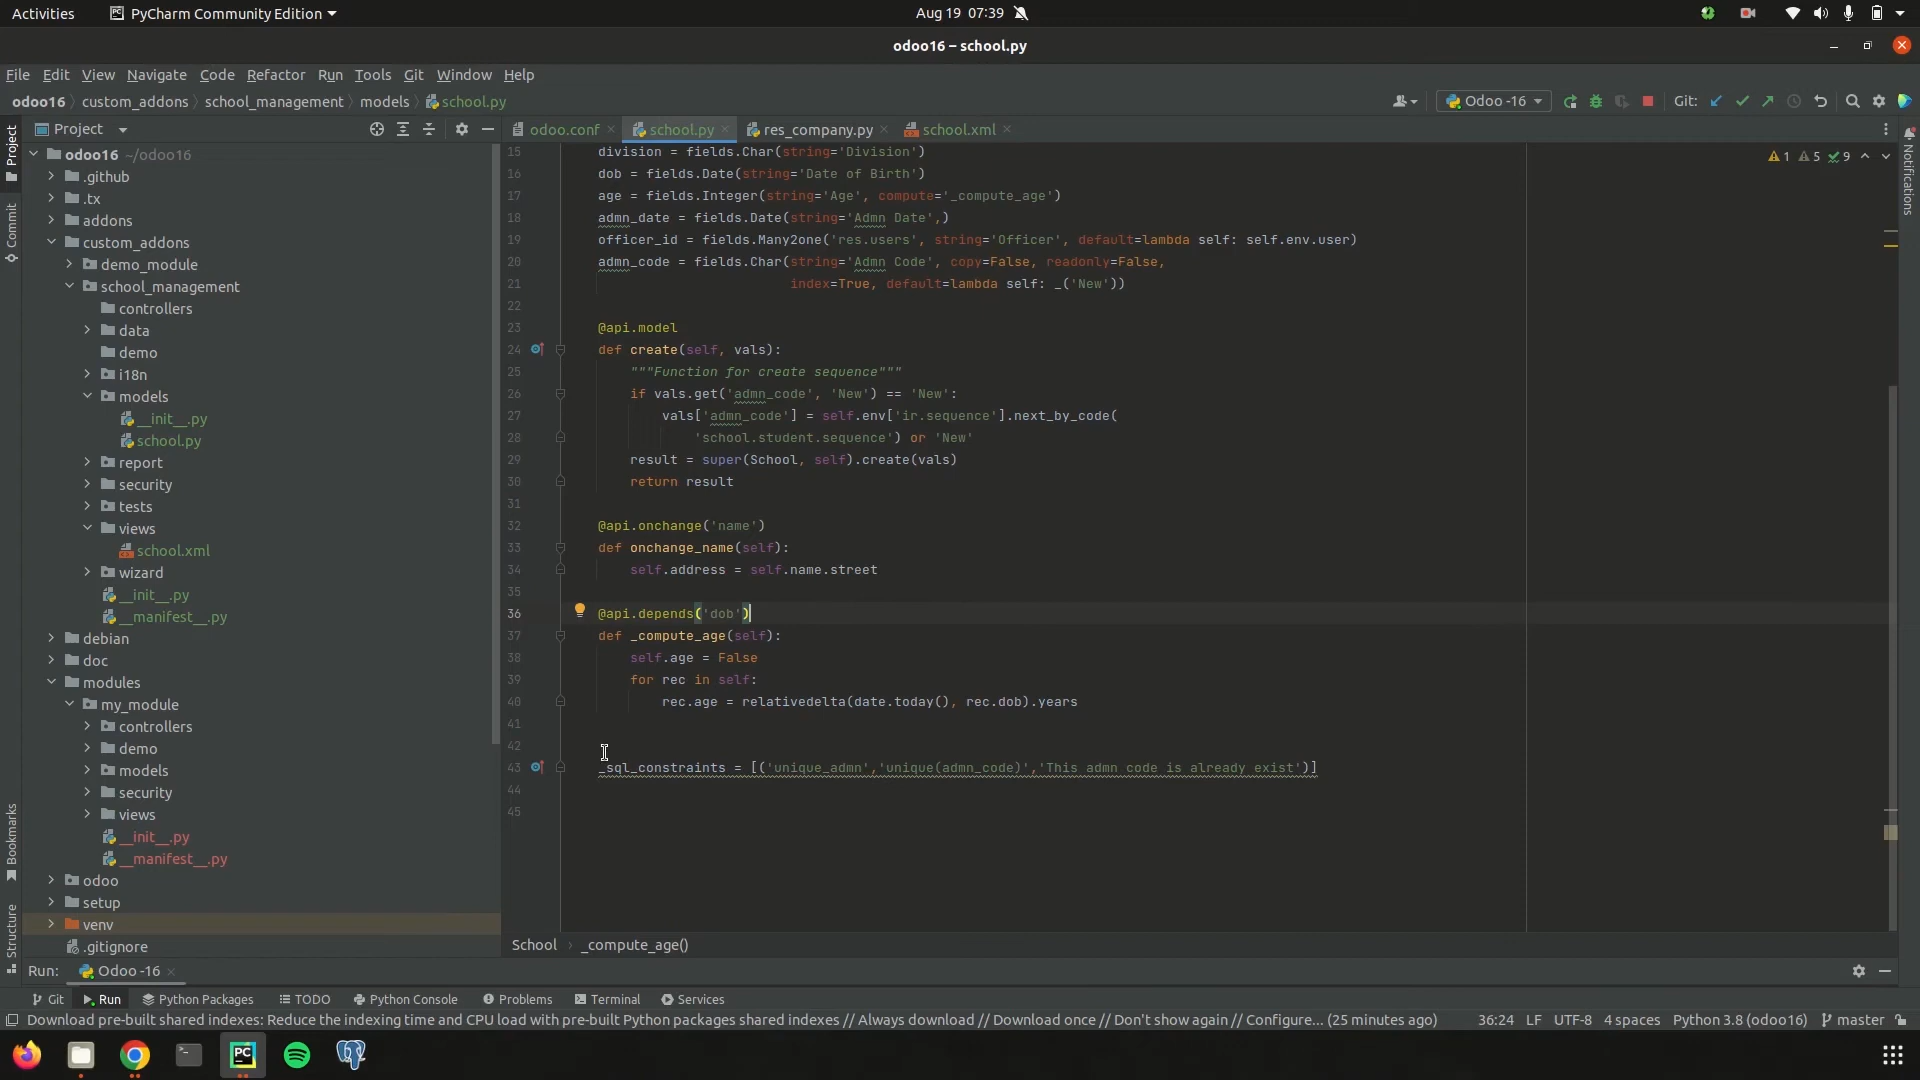 Activities
PyCharm Community Edition
Aug 19 07:39
odoo16 – school.py
File Edit View Navigate Code Refactor Run Tools Git Window Help
odoo16 custom_addons school_management models school.py
Odoo -16
Git:
Project
odoo.conf
school.py
res_company.py
school.xml
Project
Commit
Bookmarks
Structure
Notifications
odoo16 ~/odoo16
.github
.tx
addons
custom_addons
demo_module
school_management
controllers
data
demo
i18n
models
__init__.py
school.py
report
security
tests
views
school.xml
wizard
__init__.py
__manifest__.py
debian
doc
modules
my_module
controllers
demo
models
security
views
__init__.py
__manifest__.py
odoo
setup
venv
.gitignore
1 5 9
15 division = fields.Char(string='Division')
16 dob = fields.Date(string='Date of Birth')
17 age = fields.Integer(string='Age', compute='_compute_age')
18 admn_date = fields.Date(string='Admn Date',)
19 officer_id = fields.Many2one('res.users', string='Officer', default=lambda self: self.env.user)
20 admn_code = fields.Char(string='Admn Code', copy=False, readonly=False,
21 index=True, default=lambda self: _('New'))
22
23 @api.model
24 def create(self, vals):
25 """Function for create sequence"""
26 if vals.get('admn_code', 'New') == 'New':
27 vals['admn_code'] = self.env['ir.sequence'].next_by_code(
28 'school.student.sequence') or 'New'
29 result = super(School, self).create(vals)
30 return result
31
32 @api.onchange('name')
33 def onchange_name(self):
34 self.address = self.name.street
35
36 @api.depends('dob')
37 def _compute_age(self):
38 self.age = False
39 for rec in self:
40 rec.age = relativedelta(date.today(), rec.dob).years
41
42
43 _sql_constraints = [('unique_admn','unique(admn_code)','This admn code is already exist')]
44
45
School _compute_age()
Run: Odoo -16
Git Run Python Packages TODO Python Console Problems Terminal Services
Download pre-built shared indexes: Reduce the indexing time and CPU load with pre-built Python packages shared indexes // Always download // Download once // Don't show again // Configure... (25 minutes ago)
36:24 LF UTF-8 4 spaces Python 3.8 (odoo16) master
PC